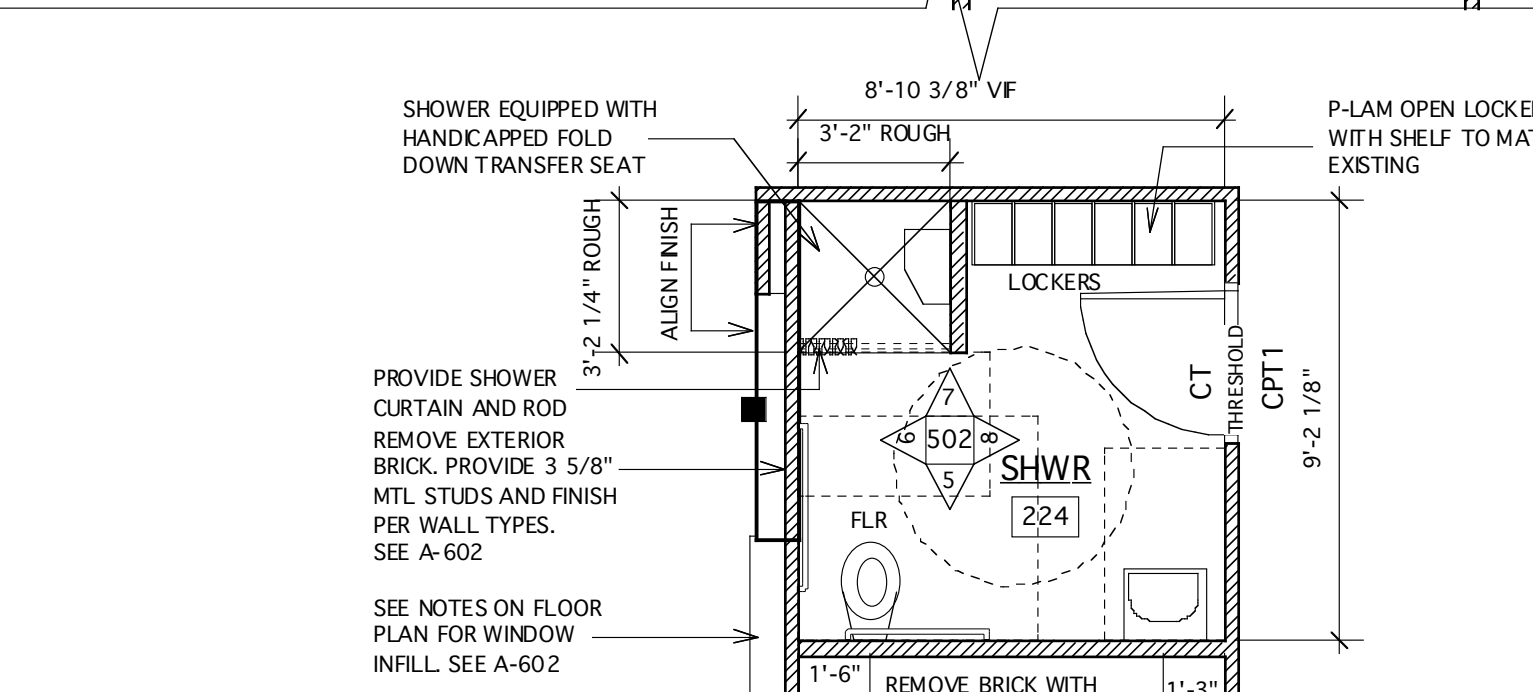 8'-10 3/8" VIF
3'-2" ROUGH
SHOWER EQUIPPED WITH
HANDICAPPED FOLD
DOWN TRANSFER SEAT
P-LAM OPEN LOCKE
WITH SHELF TO MAT
EXISTING
3'-2 1/4" ROUGH
ALIGN FINISH
LOCKERS
PROVIDE SHOWER
CURTAIN AND ROD
REMOVE EXTERIOR
BRICK. PROVIDE 3 5/8"
MTL STUDS AND FINISH
PER WALL TYPES.
SEE A-602
7
6
502
8
5
SHWR
224
FLR
CT
THRESHOLD
CPT1
9'-2 1/8"
SEE NOTES ON FLOOR
PLAN FOR WINDOW
INFILL. SEE A-602
1'-6"
REMOVE BRICK WITH
1'-3"